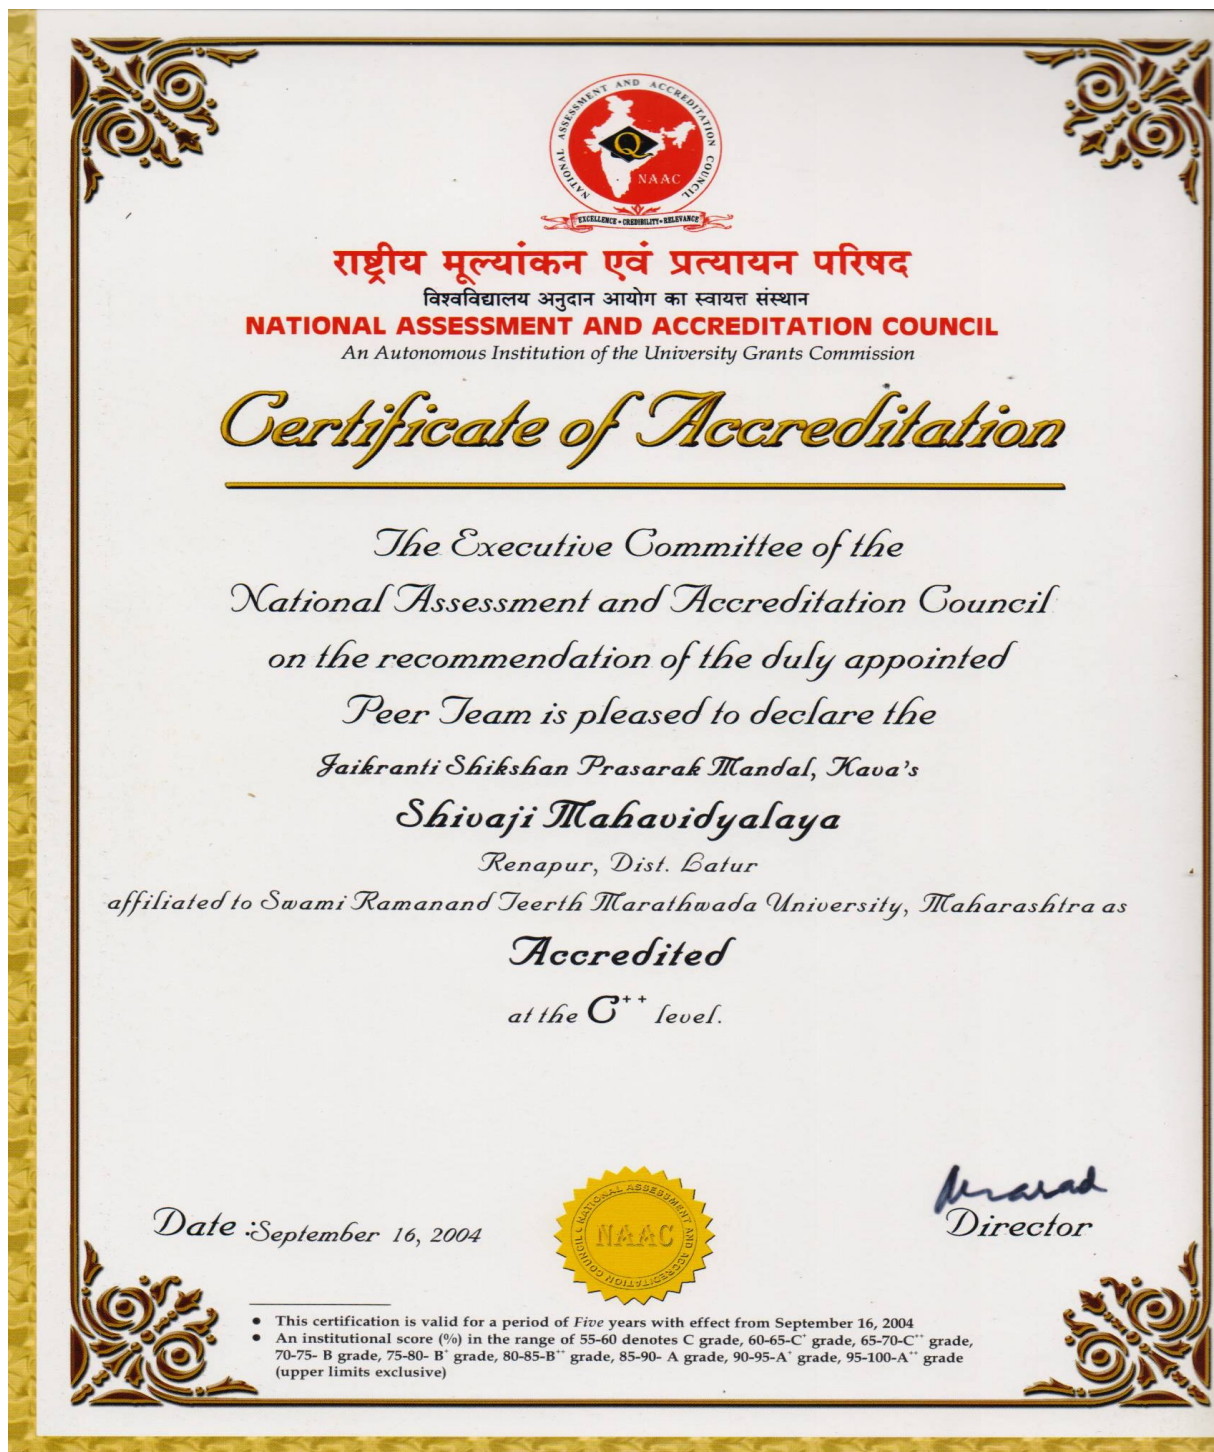 NATIONAL ASSESSMENT AND ACCREDITATION COUNCIL
Q
NAAC
EXCELLENCE • CREDIBILITY • RELEVANCE
राष्ट्रीय मूल्यांकन एवं प्रत्यायन परिषद
विश्वविद्यालय अनुदान आयोग का स्वायत्त संस्थान
NATIONAL ASSESSMENT AND ACCREDITATION COUNCIL
An Autonomous Institution of the University Grants Commission
Certificate of Accreditation
The Executive Committee of the
National Assessment and Accreditation Council
on the recommendation of the duly appointed
Peer Team is pleased to declare the
Jaikranti Shikshan Prasarak Mandal, Kava's
Shivaji Mahavidyalaya
Renapur, Dist. Latur
affiliated to Swami Ramanand Teerth Marathwada University, Maharashtra as
Accredited
at the C⁺⁺ level.
Date : September 16, 2004
NATIONAL ASSESSMENT AND ACCREDITATION COUNCIL
NAAC
Director
• This certification is valid for a period of Five years with effect from September 16, 2004
• An institutional score (%) in the range of 55-60 denotes C grade, 60-65-C⁺ grade, 65-70-C⁺⁺ grade,
70-75- B grade, 75-80- B⁺ grade, 80-85-B⁺⁺ grade, 85-90- A grade, 90-95-A⁺ grade, 95-100-A⁺⁺ grade
(upper limits exclusive)